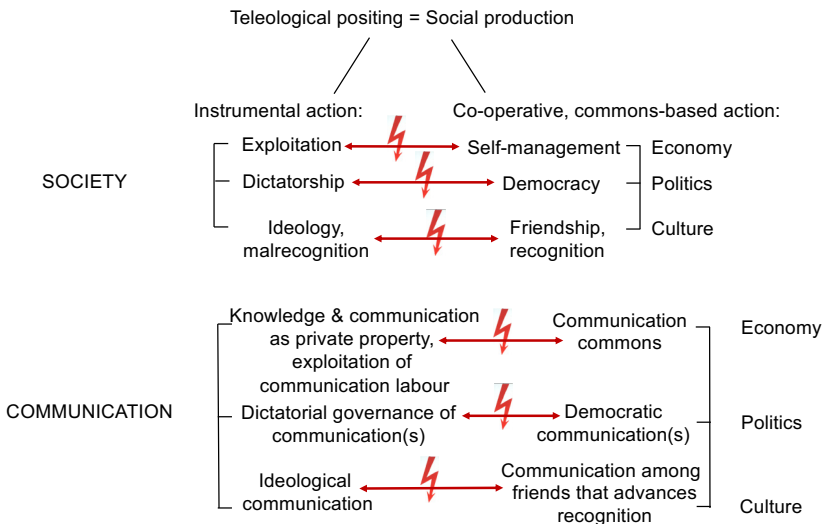 Teleological positing = Social production
Instrumental action:
Co-operative, commons-based action:
Exploitation
Self-management
Economy
SOCIETY
Dictatorship
Democracy
Politics
Ideology,
malrecognition
Friendship,
recognition
Culture
Knowledge & communication
as private property,
exploitation of
communication labour
Communication
commons
Economy
COMMUNICATION
Dictatorial governance of
communication(s)
Democratic
communication(s)
Politics
Ideological
communication
Communication among
friends that advances
recognition
Culture